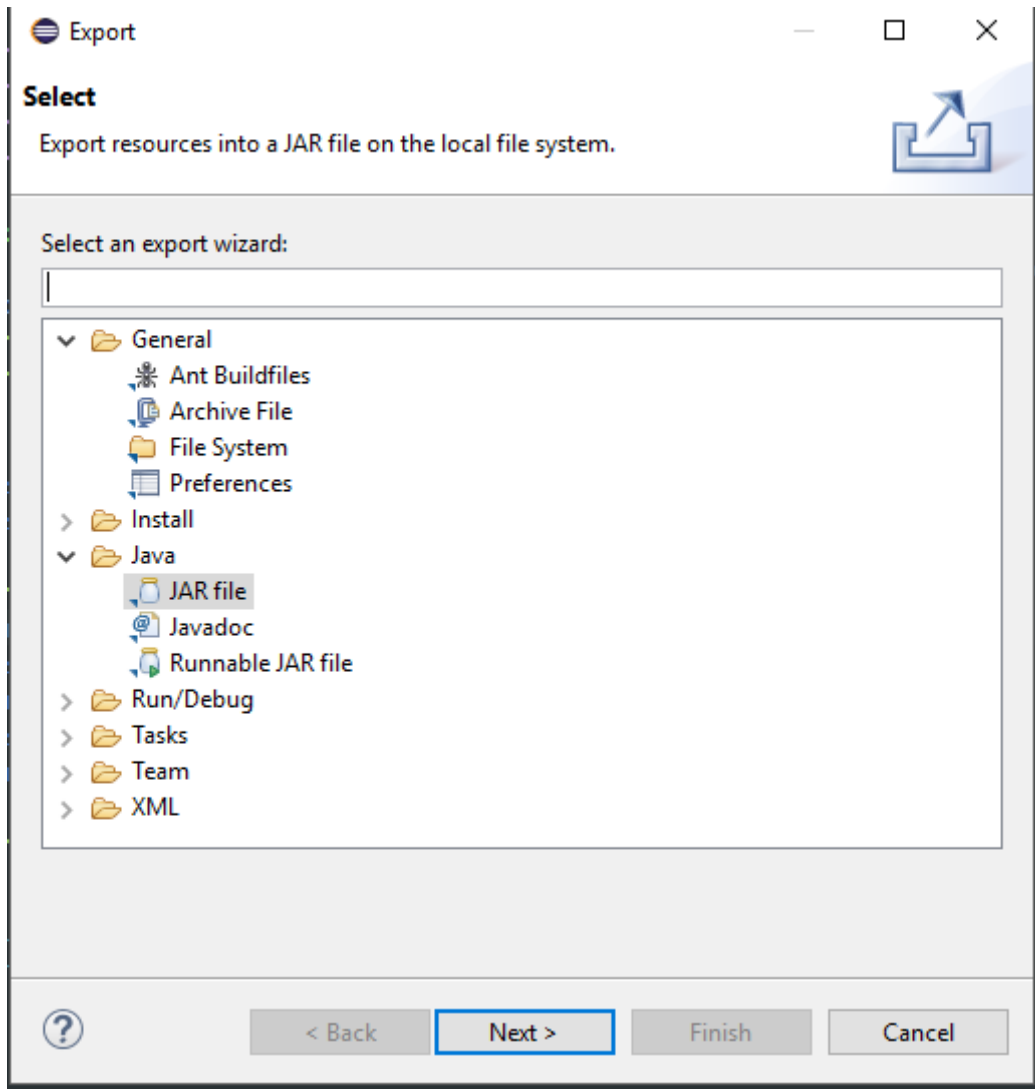 Export
Select
Export resources into a JAR file on the local file system.
Select an export wizard:
General
Ant Buildfiles
Archive File
File System
Preferences
Install
Java
JAR file
Javadoc
Runnable JAR file
Run/Debug
Tasks
Team
XML
? < Back Next > Finish Cancel